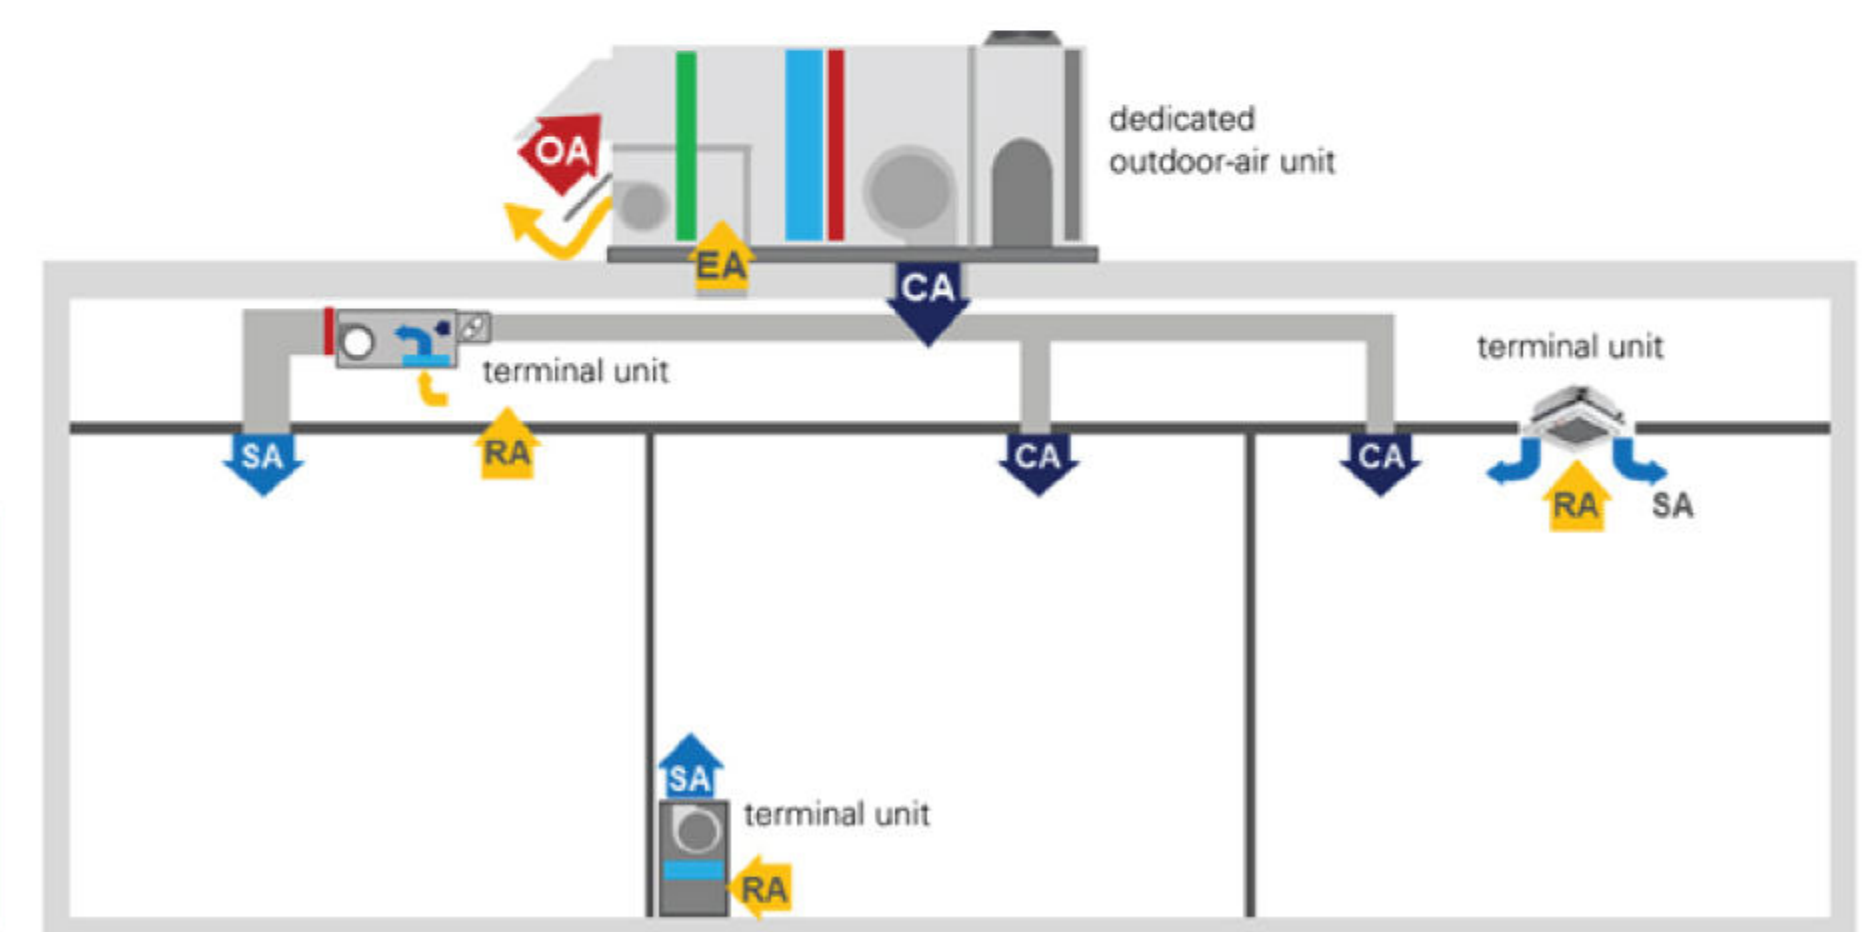 dedicated
outdoor-air unit
OA
EA
CA
terminal unit
terminal unit
SA
RA
CA
CA
RA
SA
SA
terminal unit
RA